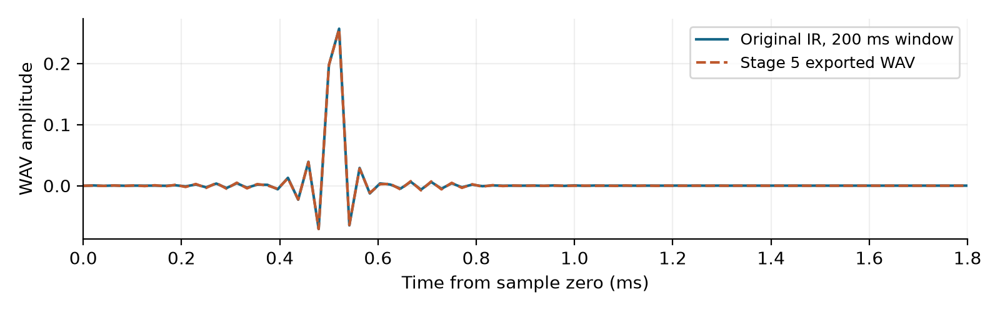 Original IR, 200 ms window
Stage 5 exported WAV
WAV amplitude
0.2
0.1
0.0
0.0 0.2 0.4 0.6 0.8 1.0 1.2 1.4 1.6 1.8
Time from sample zero (ms)